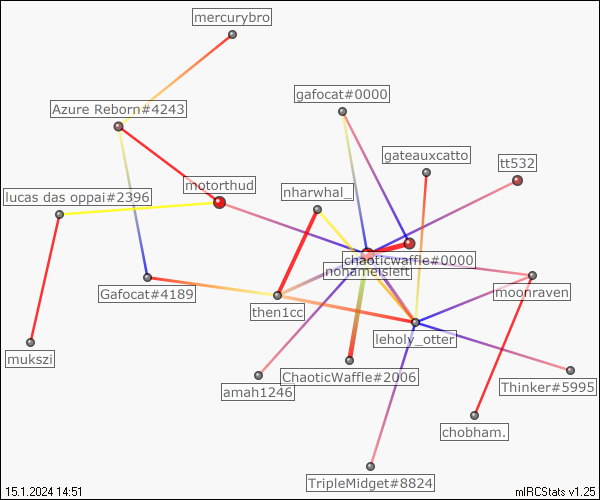 mercurybro
gafocat#0000
Azure Reborn#4243
gateauxcatto
tt532
motorthud
nharwhal_
lucas das oppai#2396
chaoticwaffle#0000
nonameisleft
Gafocat#4189
moonraven
then1cc
leholy_otter
mukszi
ChaoticWaffle#2006
amah1246
Thinker#5995
chobham.
TripleMidget#8824
15.1.2024 14:51
mIRCStats v1.25